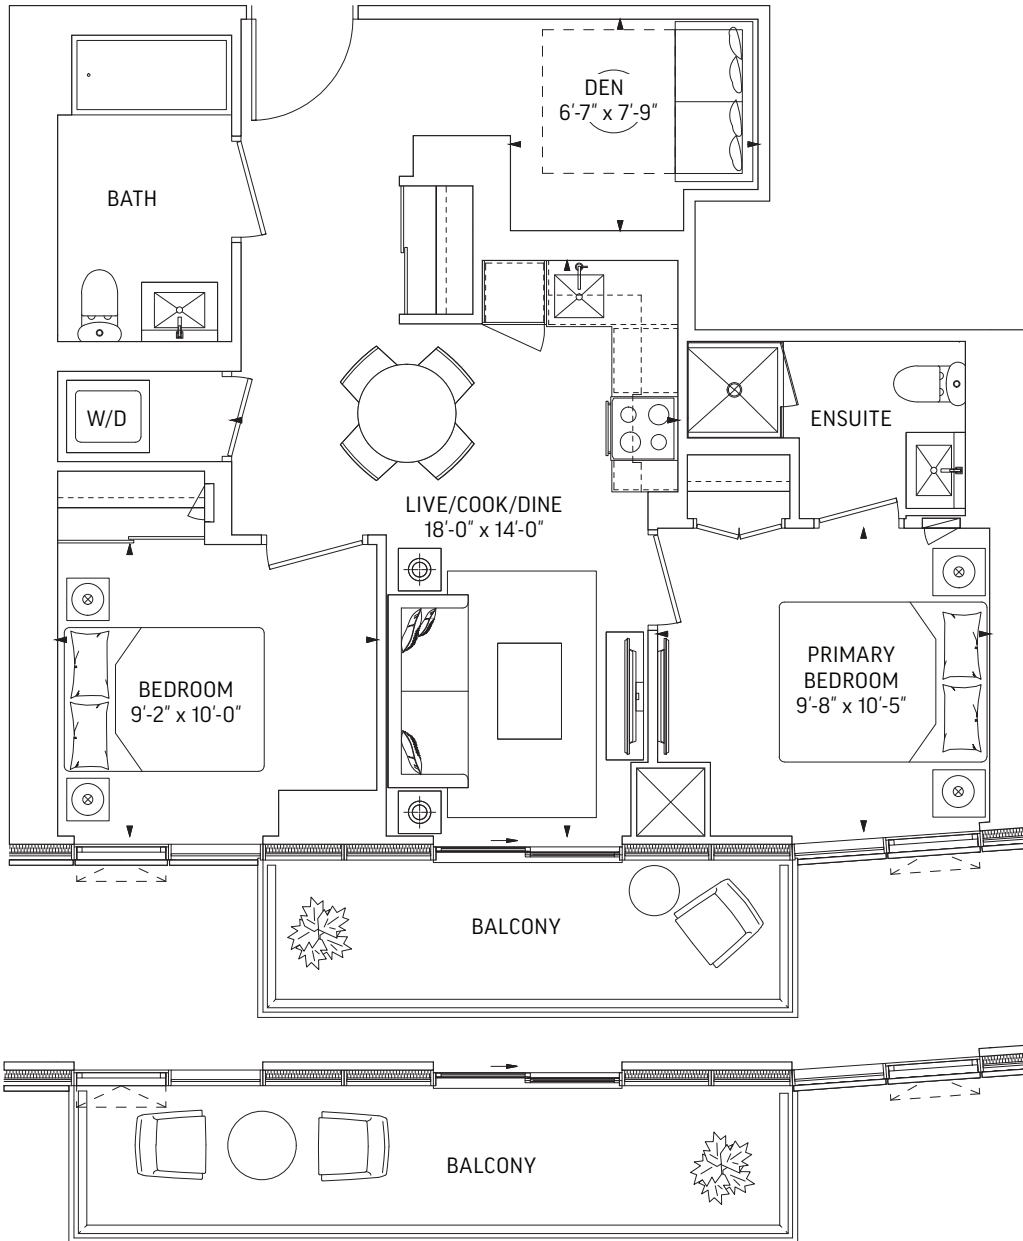 DEN
6'-7" x 7'-9"
BATH
W/D
ENSUITE
LIVE/COOK/DINE
18'-0" x 14'-0"
BEDROOM
9'-2" x 10'-0"
PRIMARY
BEDROOM
9'-8" x 10'-5"
BALCONY
BALCONY